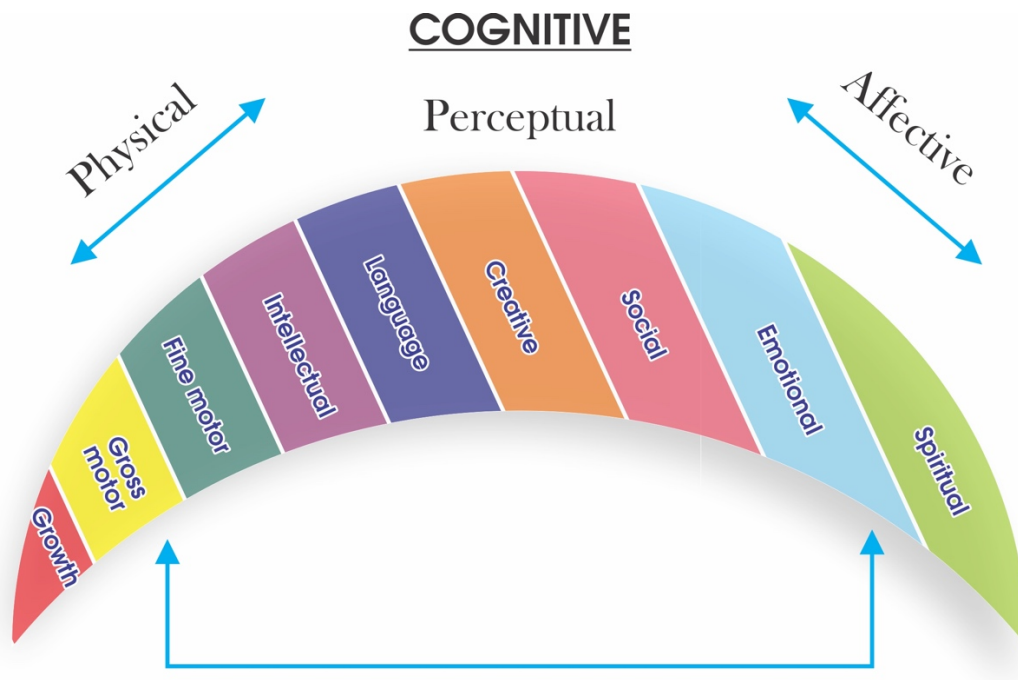 COGNITIVE
Physical
Perceptual
Affective
Growth
Gross
motor
Fine motor
Intellectual
Language
Creative
Social
Emotional
Spiritual